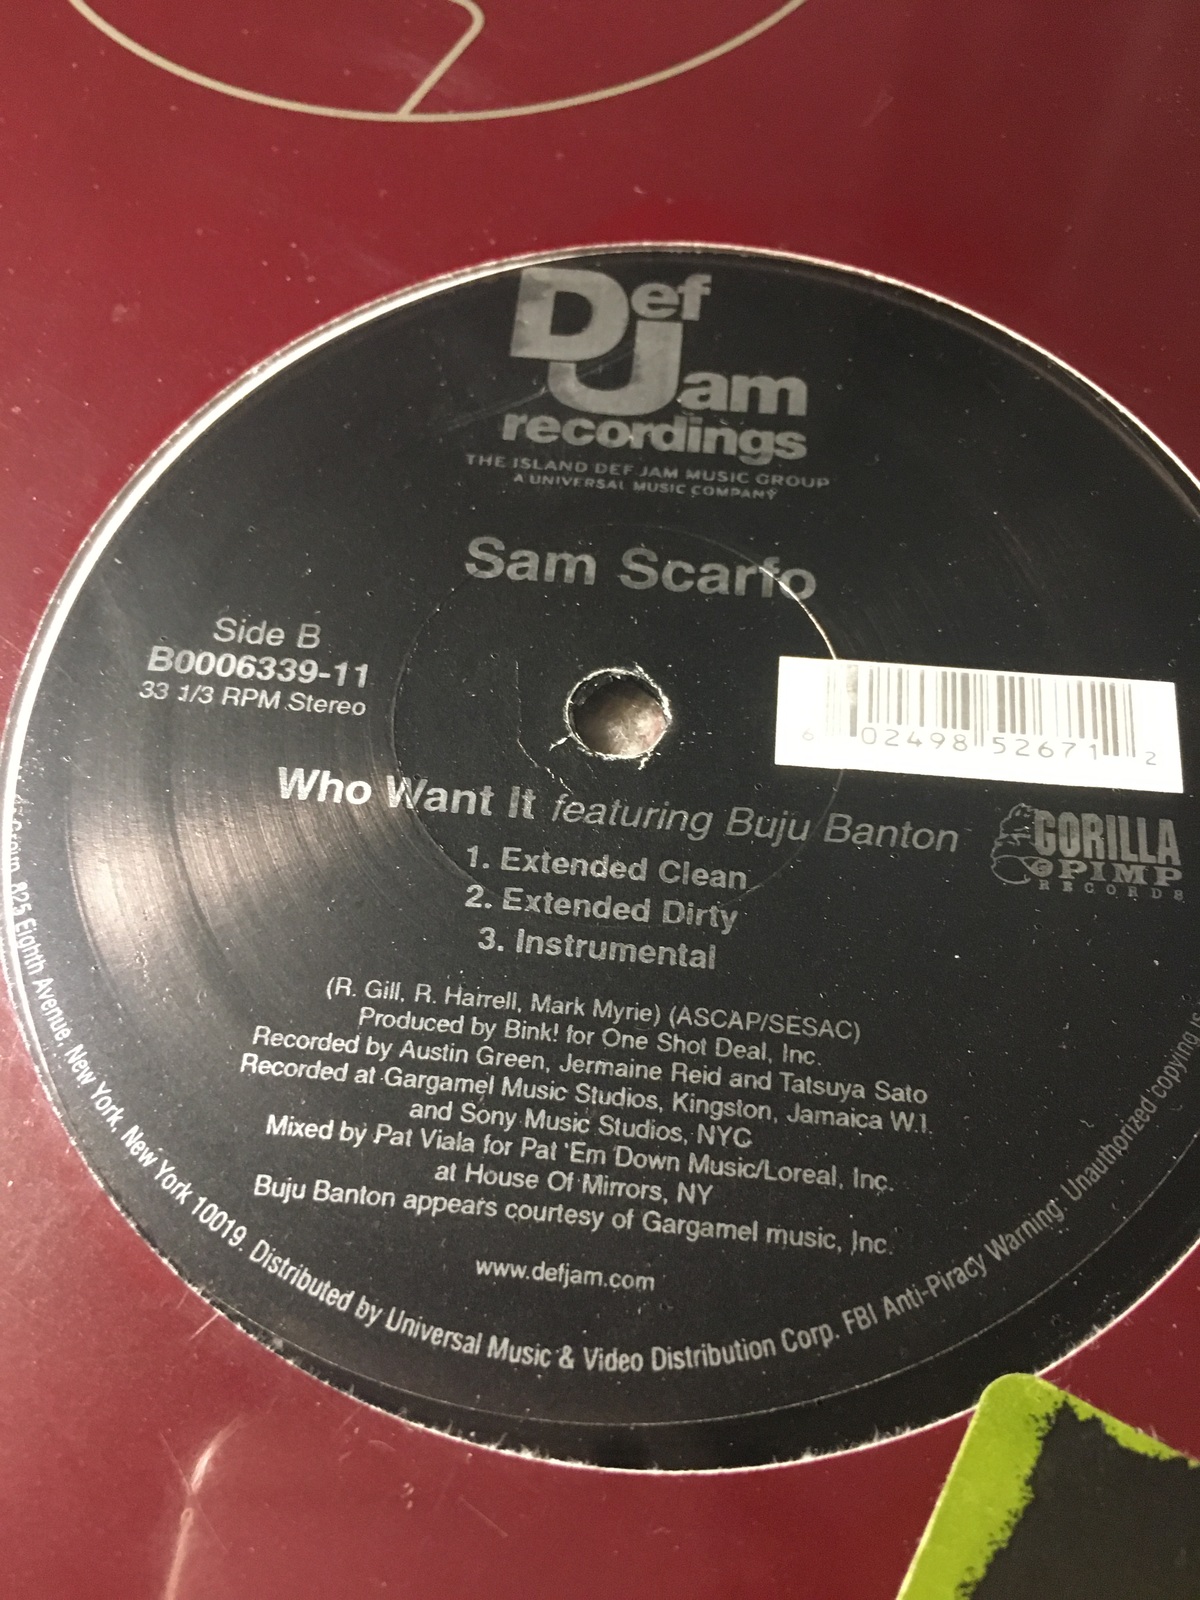 Def
Jam
recordings
THE ISLAND DEF JAM MUSIC GROUP
A UNIVERSAL MUSIC COMPANY
Sam Scarfo
Side B
B0006339-11
33 1/3 RPM Stereo
6 02498 52671 2
Who Want It featuring Buju Banton
GORILLA
PIMP
RECORDS
1. Extended Clean
2. Extended Dirty
3. Instrumental
(R. Gill, R. Harrell, Mark Myrie) (ASCAP/SESAC)
Produced by Bink! for One Shot Deal, Inc.
Recorded by Austin Green, Jermaine Reid and Tatsuya Sato
Recorded at Gargamel Music Studios, Kingston, Jamaica W.I.
and Sony Music Studios, NYC
Mixed by Pat Viala for Pat 'Em Down Music/Loreal, Inc.
at House Of Mirrors, NY
Buju Banton appears courtesy of Gargamel music, Inc.
www.defjam.com
825 Eighth Avenue, New York, New York 10019. Distributed by Universal Music & Video Distribution Corp. FBI Anti-Piracy Warning: Unauthorized copying is